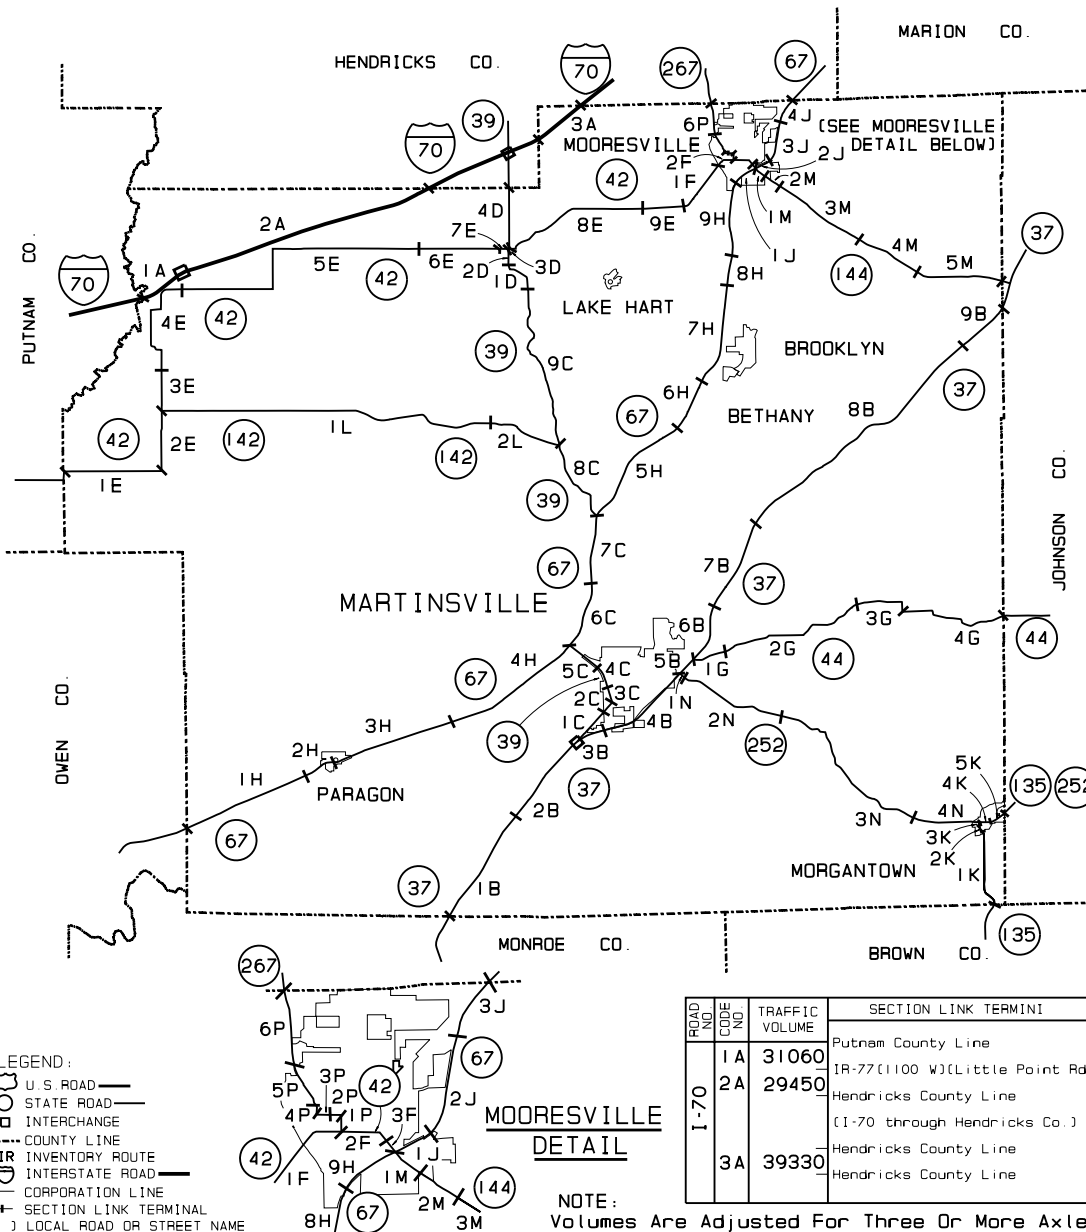 MARION CO.
HENDRICKS CO.
70
267
67
39
3A
6P
4J
(SEE MOORESVILLE
DETAIL BELOW)
70
MOORESVILLE
3J
2J
2F
42
1F
2M
2A
4D
8E
9E
9H
1M
3M
37
7E
1J
4M
PUTNAM CO.
1A
5E
6E
2D
3D
8H
144
5M
70
42
1D
LAKE HART
4E
42
7H
9B
39
9C
BROOKLYN
37
3E
6H
8B
BETHANY
67
42
2E
142
1L
142
2L
8C
5H
1E
39
JOHNSON CO.
7C
7B
67
37
MARTINSVILLE
6C
6B
3G
4G
44
4H
5C
4C
5B
1G
2G
44
67
2C
3C
1N
OWEN CO.
3H
39
1C
4B
2N
2H
3B
252
1H
PARAGON
37
2B
5K
135
252
4K
3N
4N
67
3K
2K
MORGANTOWN
1K
37
1B
135
MONROE CO.
BROWN CO.
267
3J
6P
67
5P
3P
42
4P
2P
1P
3F
2J
2F
42
1F
9H
1J
1M
2M
144
8H
67
3M
MOORESVILLE
DETAIL
LEGEND:
U.S. ROAD
STATE ROAD
INTERCHANGE
COUNTY LINE
IR INVENTORY ROUTE
INTERSTATE ROAD
CORPORATION LINE
SECTION LINK TERMINAL
) LOCAL ROAD OR STREET NAME
ROAD NO. CODE NO. TRAFFIC VOLUME SECTION LINK TERMINI
I-70
Putnam County Line
1A 31060
IR-77(1100 W)(Little Point Rd
2A 29450
Hendricks County Line
(I-70 through Hendricks Co.)
Hendricks County Line
3A 39330
Hendricks County Line
NOTE:
Volumes Are Adjusted For Three Or More Axle